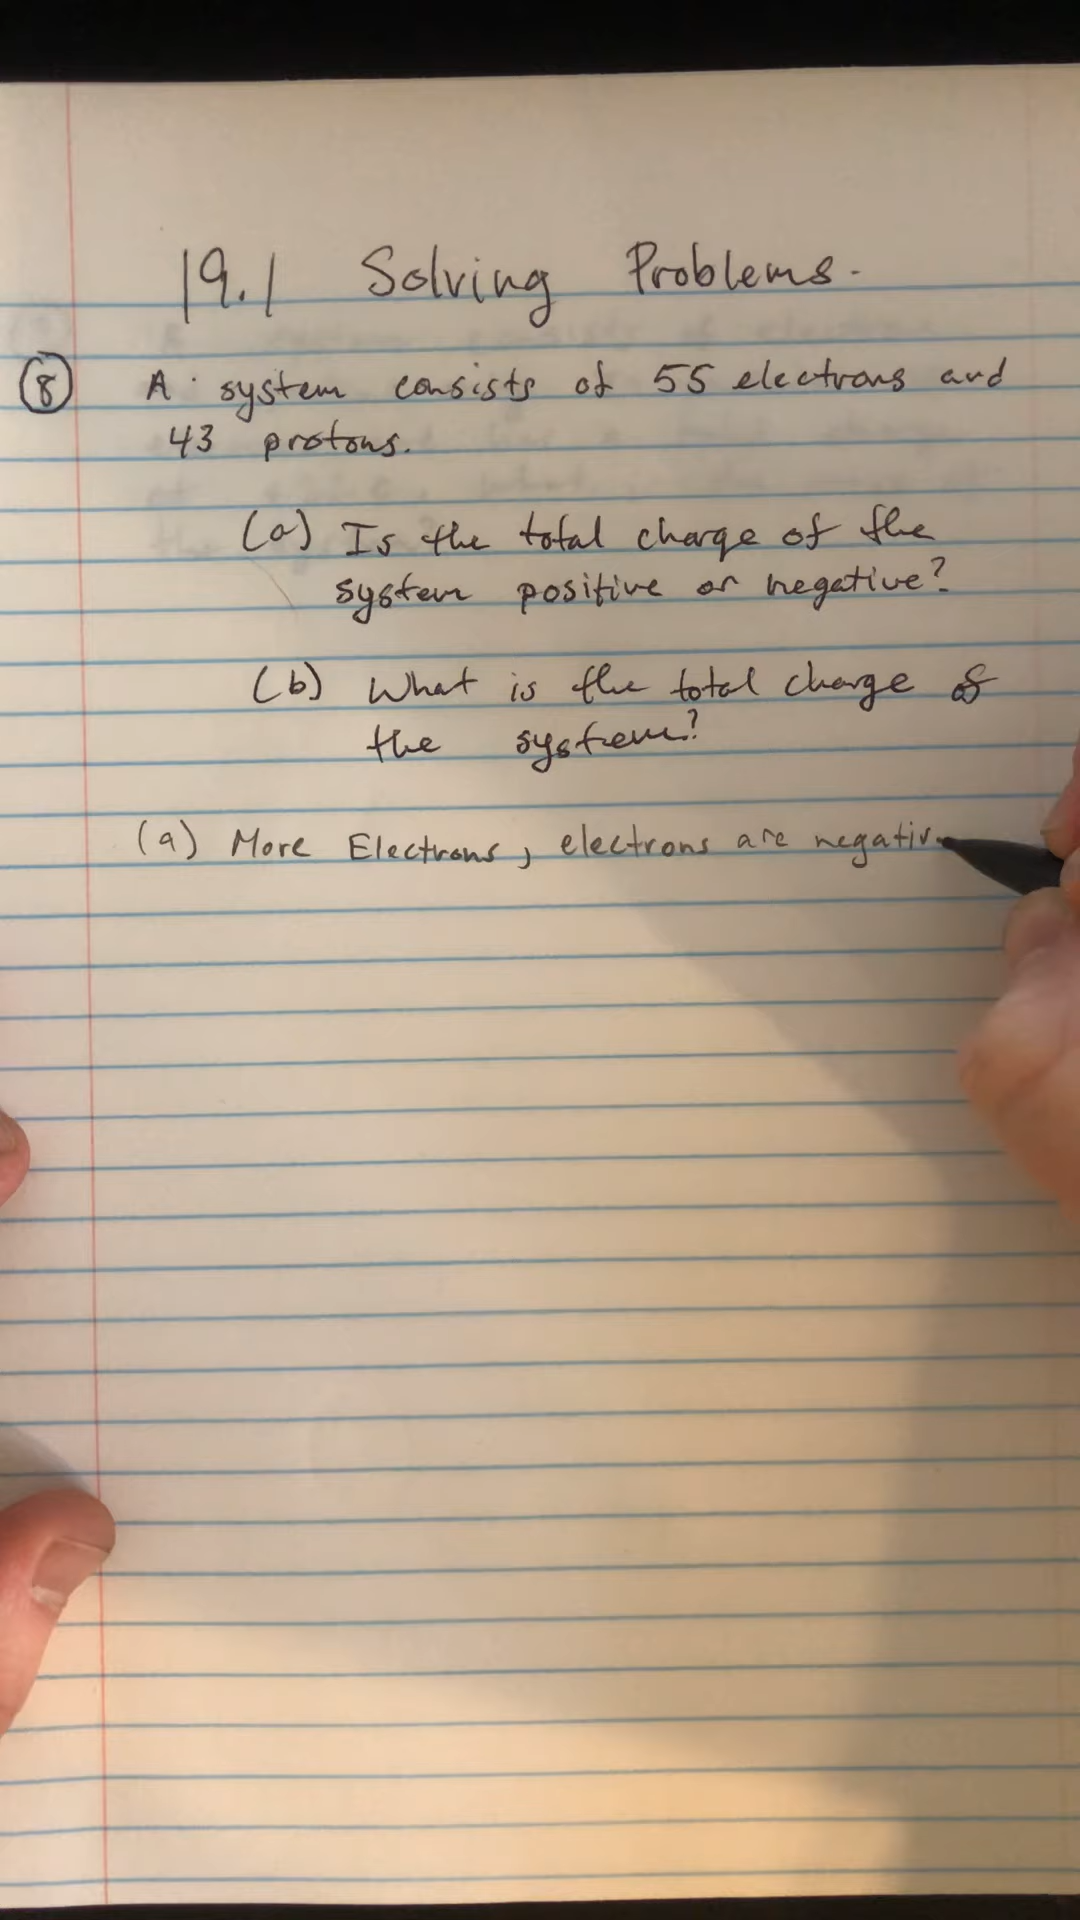 19.1 Solving Problems.
8 A system consists of 55 electrons and
43 protons.
(a) Is the total charge of the
system positive or negative?
(b) What is the total charge of
the system?
(a) More Electrons, electrons are negativ